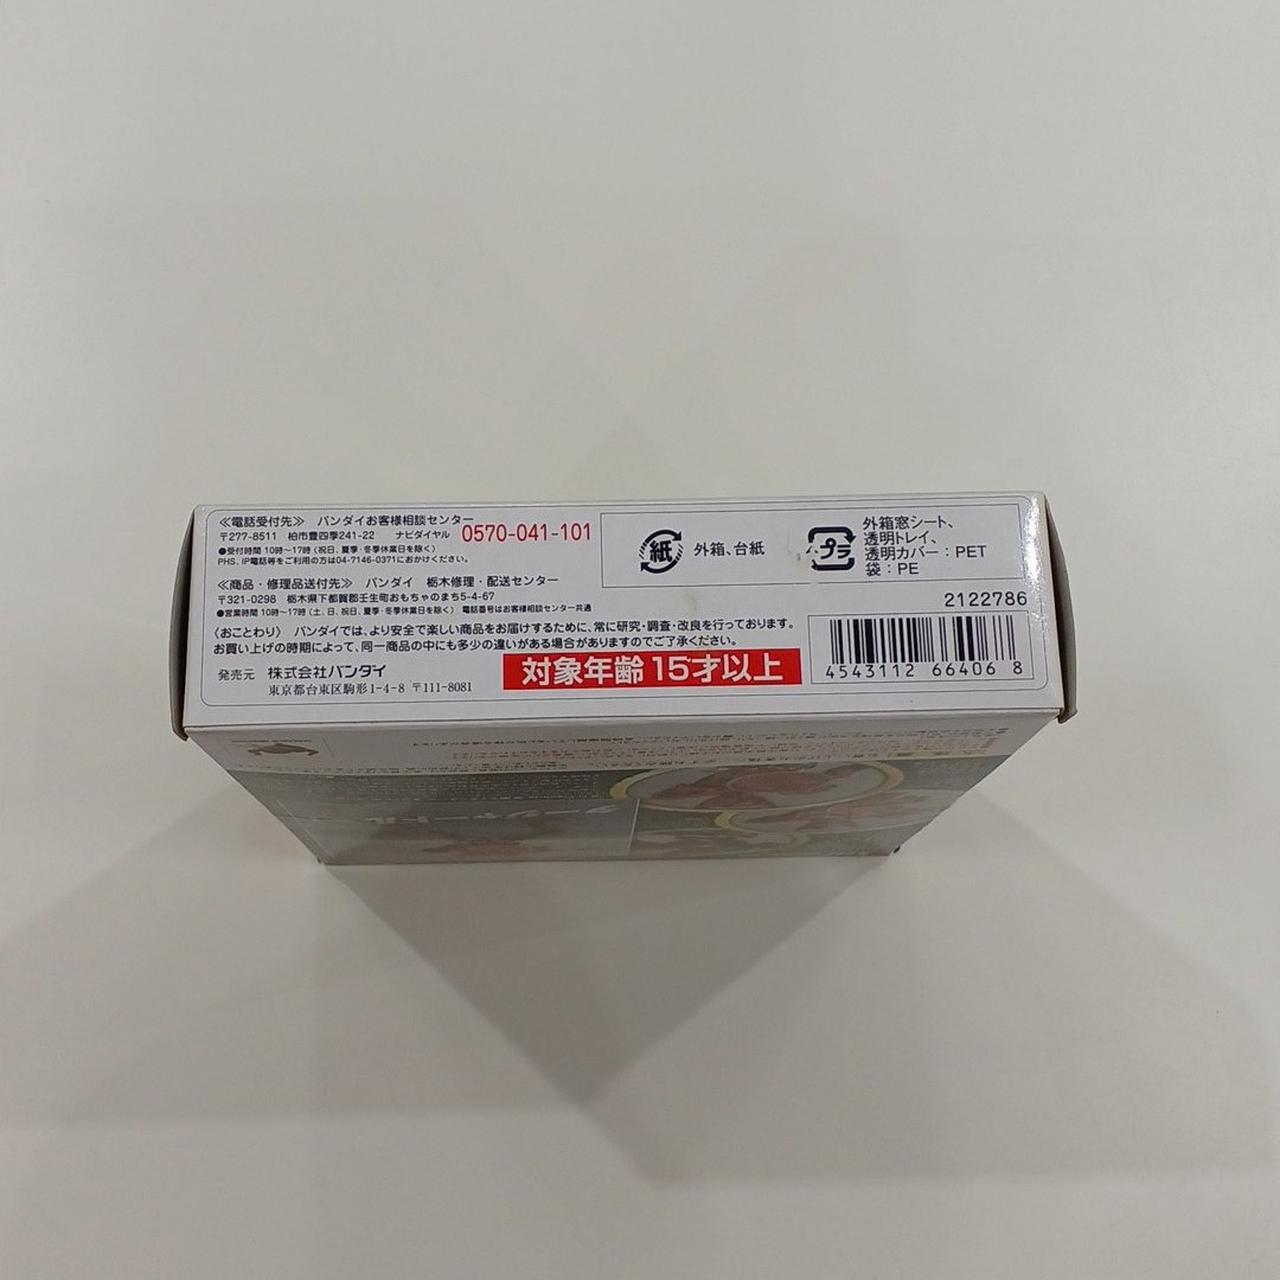 ≪電話受付先≫ バンダイお客様相談センター
〒277-8511 柏市豊四季241-22 ナビダイヤル 0570-041-101
●受付時間 10時～17時 (祝日、夏季・冬季休業日を除く)
PHS、IP電話等をご利用の方は04-7146-0371におかけください。
≪商品・修理品送付先≫ バンダイ 栃木修理・配送センター
〒321-0298 栃木県下都賀郡壬生町おもちゃのまち5-4-67
●営業時間 10時～17時 (土、日、祝日、夏季・冬季休業日を除く) 電話番号はお客様相談センター共通
〈おことわり〉 バンダイでは、より安全で楽しい商品をお届けするために、常に研究・調査・改良を行っております。
お買い上げの時期によって、同一商品の中にも多少の違いがある場合がありますのでご了承ください。
発売元 株式会社バンダイ
東京都台東区駒形1-4-8 〒111-8081
対象年齢 15才以上
紙 外箱、台紙
プラ
外箱窓シート、
透明トレイ、
透明カバー：PET
袋：PE
2122786
4543112 66406 8